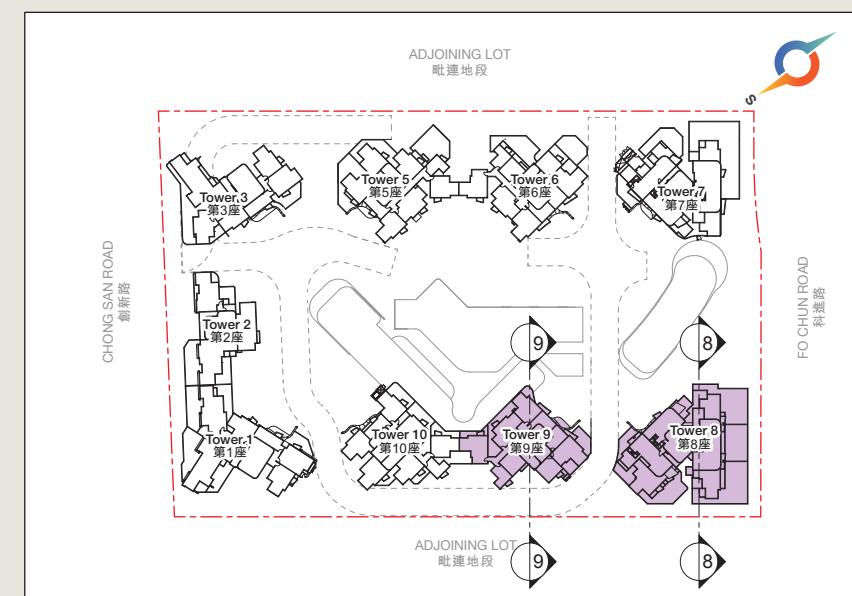 ADJOINING LOT
毗連地段
S
Tower 3
第3座
Tower 5
第5座
Tower 6
第6座
Tower 7
第7座
CHONG SAN ROAD
創新路
FO CHUN ROAD
科進路
Tower 2
第2座
9
8
Tower 1
第1座
Tower 10
第10座
Tower 9
第9座
Tower 8
第8座
ADJOINING LOT
毗連地段
9
8